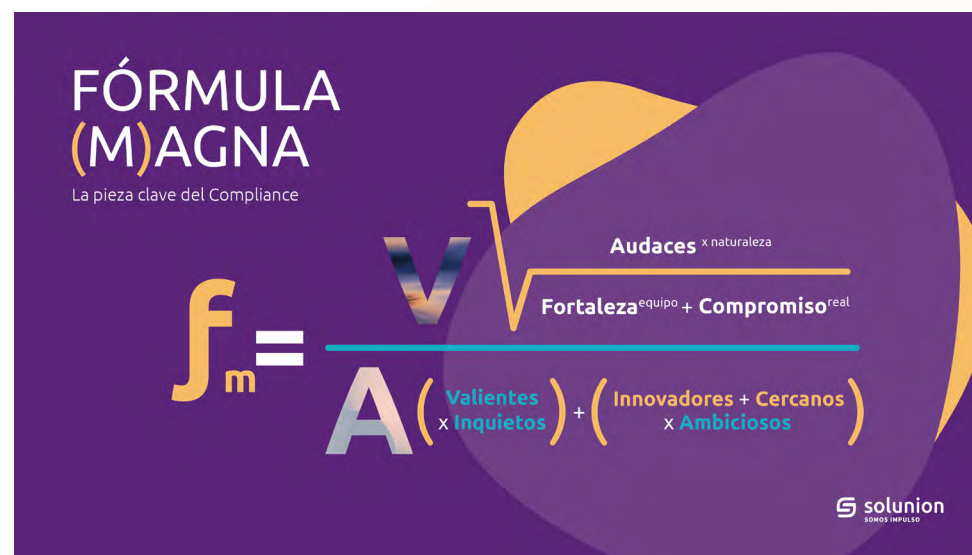 FÓRMULA
(M)AGNA
La pieza clave del Compliance
Audaces x naturaleza
Fortaleza equipo + Compromiso real
V
fm =
A ( Valientes x Inquietos ) + ( Innovadores + Cercanos x Ambiciosos )
solunion
SOMOS IMPULSO